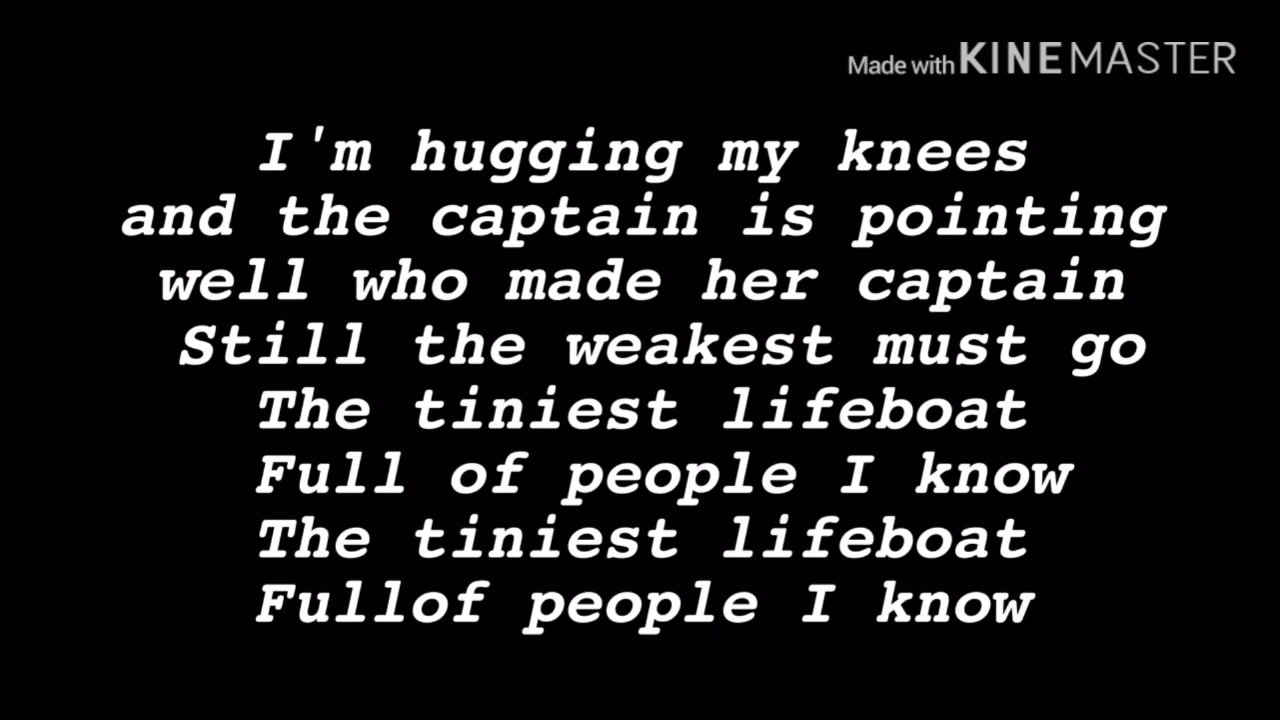 Made with KINEMASTER
I'm hugging my knees
and the captain is pointing
well who made her captain
Still the weakest must go
The tiniest lifeboat
Full of people I know
The tiniest lifeboat
Fullof people I know